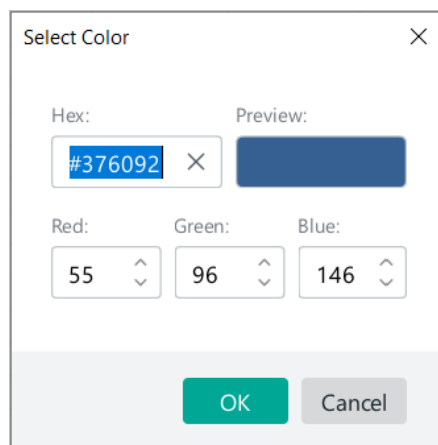 Select Color
Hex: Preview:
#376092
Red: Green: Blue:
55 96 146
OK Cancel